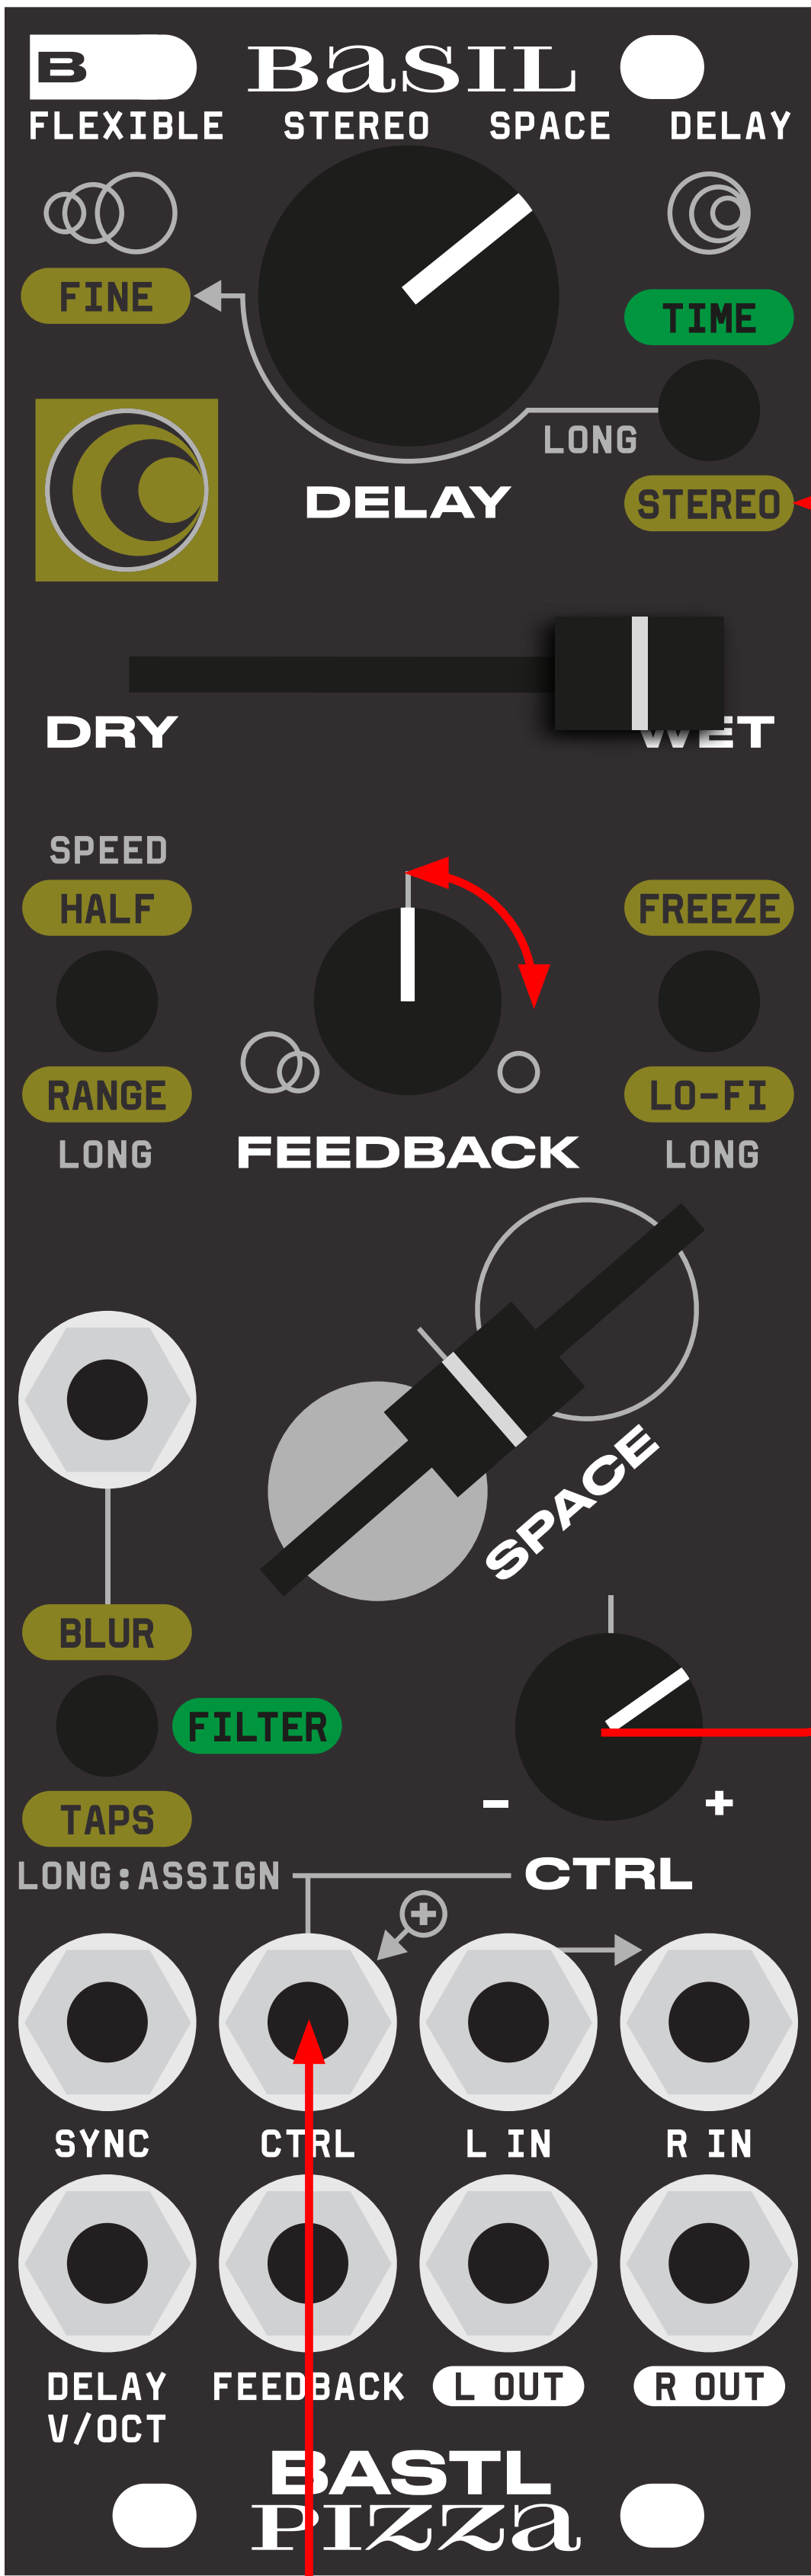 B BaSIL
FLEXIBLE STEREO SPACE DELAY
FINE
TIME
LONG
DELAY
STEREO
DRY WET
SPEED
HALF
FREEZE
RANGE
LO-FI
LONG
FEEDBACK
LONG
SPACE
BLUR
FILTER
- +
TAPS
LONG:ASSIGN
CTRL
+
SYNC CTRL L IN R IN
DELAY FEEDBACK L OUT R OUT
V/OCT
BASTL
PIZZa